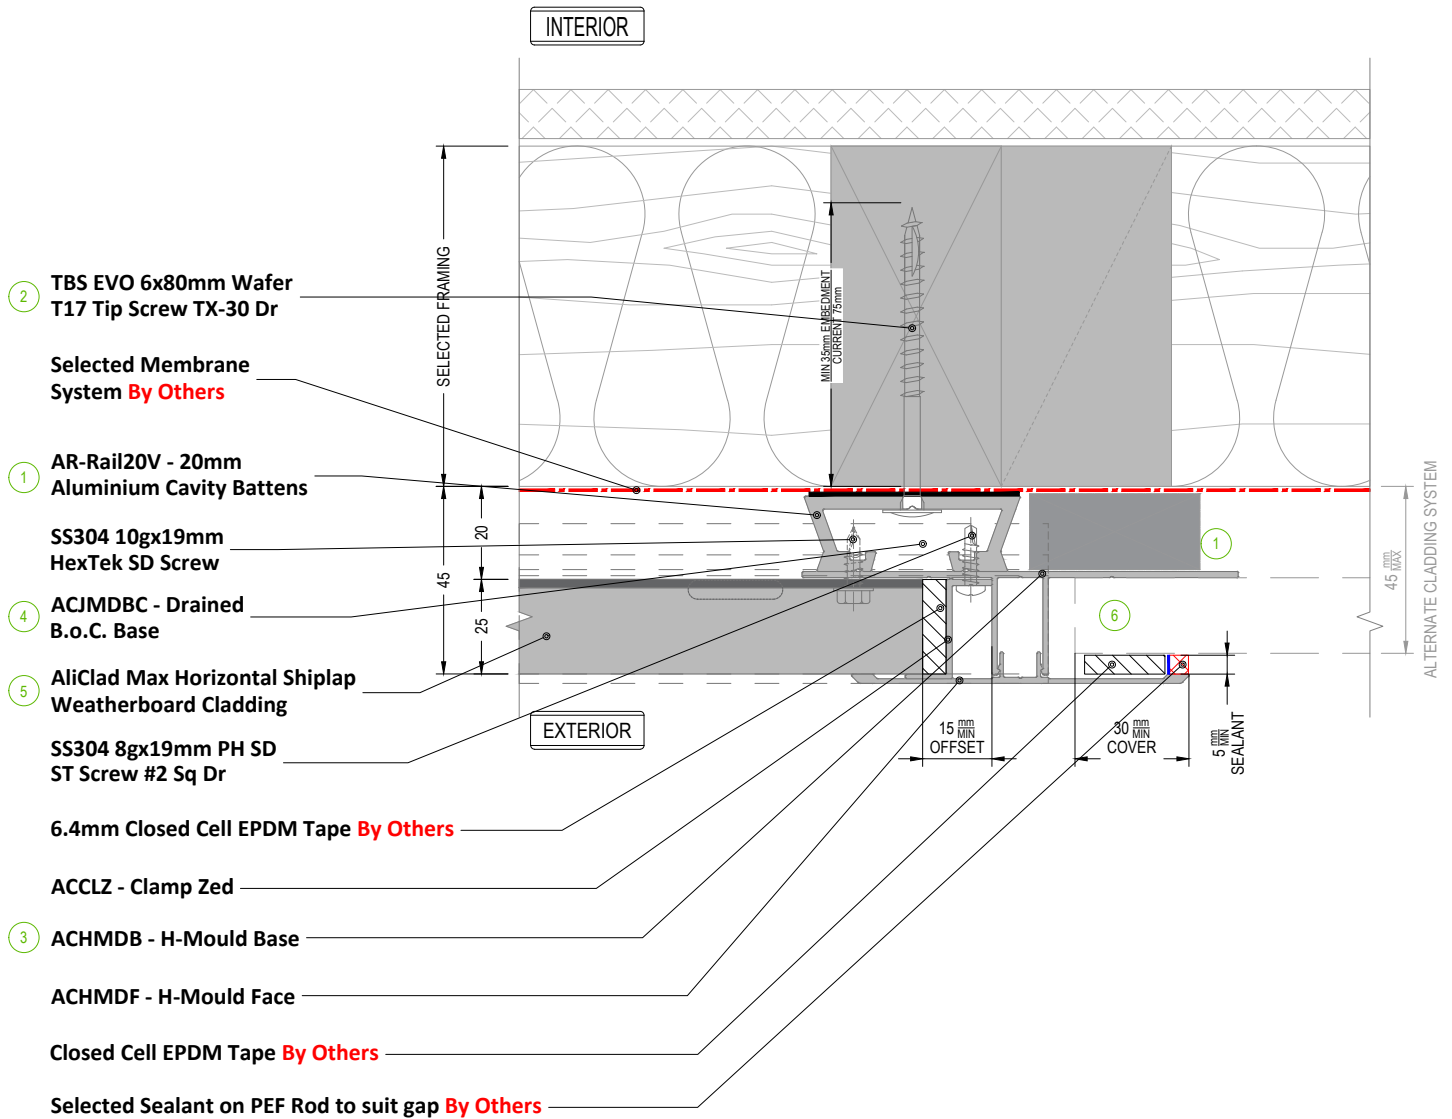 INTERIOR
2
TBS EVO 6x80mm Wafer
T17 Tip Screw TX-30 Dr
Selected Membrane
System By Others
1
AR-Rail20V - 20mm
Aluminium Cavity Battens
SS304 10gx19mm
HexTek SD Screw
4
ACJMDBC - Drained
B.o.C. Base
5
AliClad Max Horizontal Shiplap
Weatherboard Cladding
SS304 8gx19mm PH SD
ST Screw #2 Sq Dr
6.4mm Closed Cell EPDM Tape By Others
ACCLZ - Clamp Zed
3
ACHMDB - H-Mould Base
ACHMDF - H-Mould Face
Closed Cell EPDM Tape By Others
Selected Sealant on PEF Rod to suit gap By Others
SELECTED FRAMING
45
20
25
MIN 35mm EMBEDMENT
CURRENT 75mm
1
6
EXTERIOR
15 mm MIN
OFFSET
30 mm MIN
COVER
5 mm MIN
SEALANT
45 mm MAX
ALTERNATE CLADDING SYSTEM